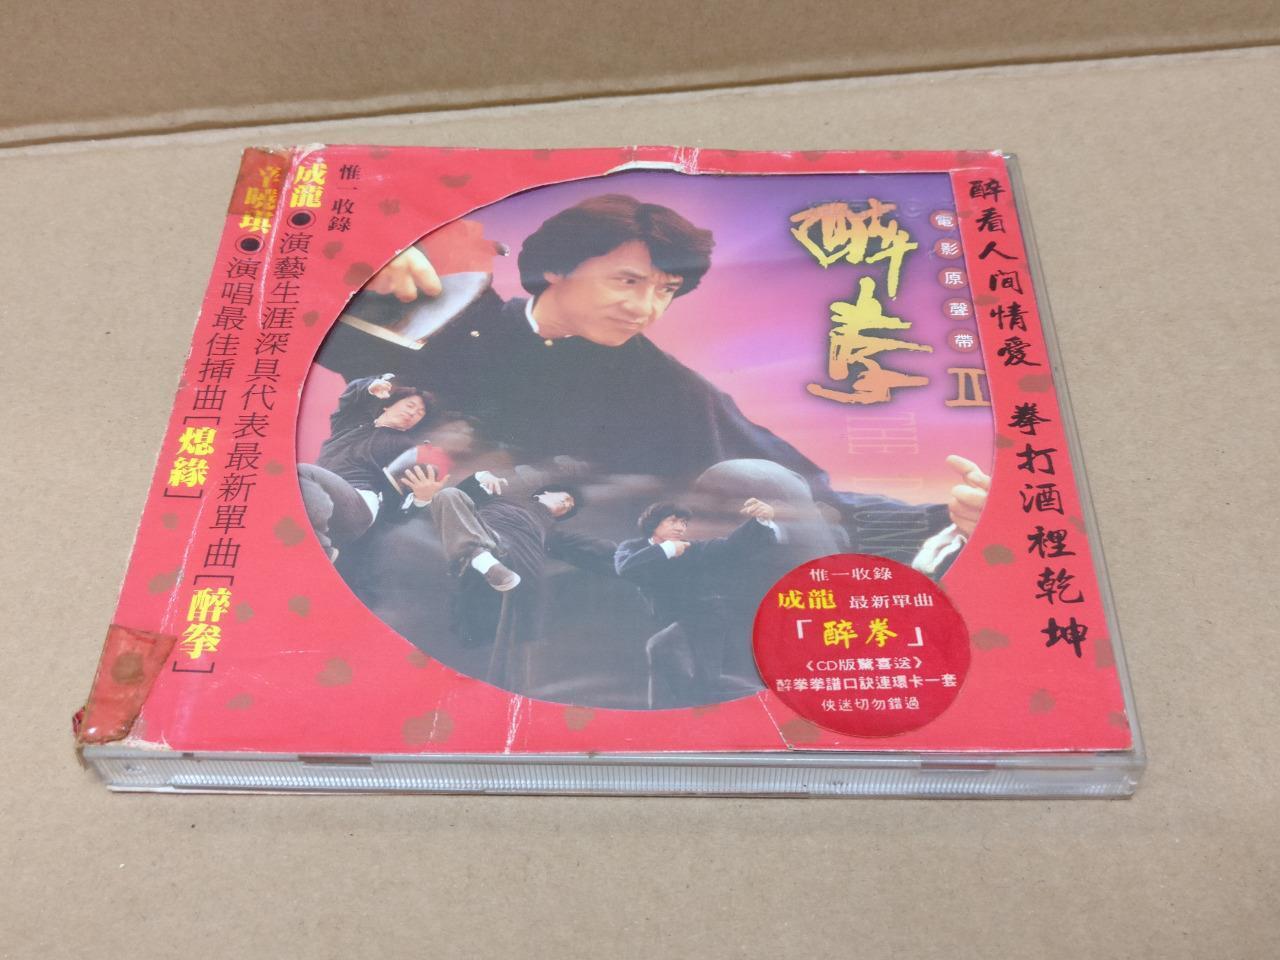 醉看人间情愛 拳打酒裡乾坤
電影原聲帶
醉拳
II
惟一收錄
成龍●演藝生涯深具代表最新單曲[醉拳]
辛曉琪●演唱最佳插曲[熄緣]
惟一收錄
成龍 最新單曲
「醉拳」
《CD版驚喜送》
醉拳拳譜口訣連環卡一套
俠迷切勿錯過